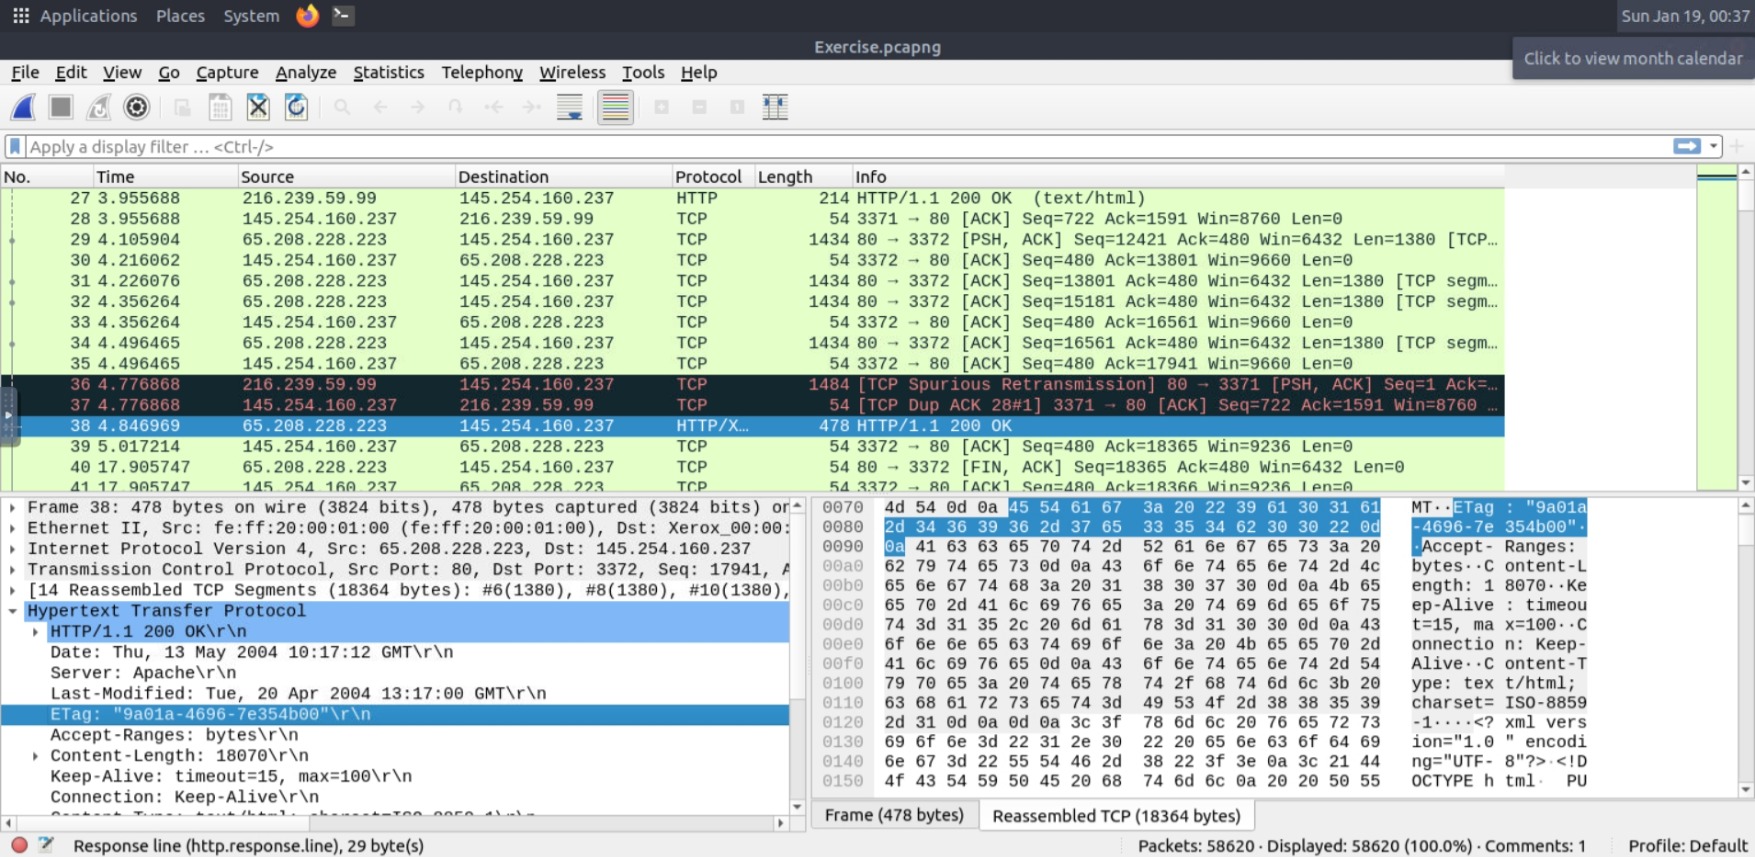 Applications Places System Sun Jan 19, 00:37
Exercise.pcapng
Click to view month calendar
File Edit View Go Capture Analyze Statistics Telephony Wireless Tools Help
Apply a display filter … <Ctrl-/>
No. Time Source Destination Protocol Length Info
27 3.955688 216.239.59.99 145.254.160.237 HTTP 214 HTTP/1.1 200 OK (text/html)
28 3.955688 145.254.160.237 216.239.59.99 TCP 54 3371 → 80 [ACK] Seq=722 Ack=1591 Win=8760 Len=0
29 4.105904 65.208.228.223 145.254.160.237 TCP 1434 80 → 3372 [PSH, ACK] Seq=12421 Ack=480 Win=6432 Len=1380 [TCP…
30 4.216062 145.254.160.237 65.208.228.223 TCP 54 3372 → 80 [ACK] Seq=480 Ack=13801 Win=9660 Len=0
31 4.226076 65.208.228.223 145.254.160.237 TCP 1434 80 → 3372 [ACK] Seq=13801 Ack=480 Win=6432 Len=1380 [TCP segm…
32 4.356264 65.208.228.223 145.254.160.237 TCP 1434 80 → 3372 [ACK] Seq=15181 Ack=480 Win=6432 Len=1380 [TCP segm…
33 4.356264 145.254.160.237 65.208.228.223 TCP 54 3372 → 80 [ACK] Seq=480 Ack=16561 Win=9660 Len=0
34 4.496465 65.208.228.223 145.254.160.237 TCP 1434 80 → 3372 [ACK] Seq=16561 Ack=480 Win=6432 Len=1380 [TCP segm…
35 4.496465 145.254.160.237 65.208.228.223 TCP 54 3372 → 80 [ACK] Seq=480 Ack=17941 Win=9660 Len=0
36 4.776868 216.239.59.99 145.254.160.237 TCP 1484 [TCP Spurious Retransmission] 80 → 3371 [PSH, ACK] Seq=1 Ack=…
37 4.776868 145.254.160.237 216.239.59.99 TCP 54 [TCP Dup ACK 28#1] 3371 → 80 [ACK] Seq=722 Ack=1591 Win=8760 …
38 4.846969 65.208.228.223 145.254.160.237 HTTP/X… 478 HTTP/1.1 200 OK
39 5.017214 145.254.160.237 65.208.228.223 TCP 54 3372 → 80 [ACK] Seq=480 Ack=18365 Win=9236 Len=0
40 17.905747 65.208.228.223 145.254.160.237 TCP 54 80 → 3372 [FIN, ACK] Seq=18365 Ack=480 Win=6432 Len=0
41 17.905747 145.254.160.237 65.208.228.223 TCP 54 3372 → 80 [ACK] Seq=480 Ack=18366 Win=9236 Len=0
Frame 38: 478 bytes on wire (3824 bits), 478 bytes captured (3824 bits) on
Ethernet II, Src: fe:ff:20:00:01:00 (fe:ff:20:00:01:00), Dst: Xerox_00:00:
Internet Protocol Version 4, Src: 65.208.228.223, Dst: 145.254.160.237
Transmission Control Protocol, Src Port: 80, Dst Port: 3372, Seq: 17941, A
[14 Reassembled TCP Segments (18364 bytes): #6(1380), #8(1380), #10(1380),
Hypertext Transfer Protocol
HTTP/1.1 200 OK\r\n
Date: Thu, 13 May 2004 10:17:12 GMT\r\n
Server: Apache\r\n
Last-Modified: Tue, 20 Apr 2004 13:17:00 GMT\r\n
ETag: "9a01a-4696-7e354b00"\r\n
Accept-Ranges: bytes\r\n
Content-Length: 18070\r\n
Keep-Alive: timeout=15, max=100\r\n
Connection: Keep-Alive\r\n
Content-Type: text/html; charset=ISO-8859-1\r\n
0070 4d 54 0d 0a 45 54 61 67 3a 20 22 39 61 30 31 61 MT··ETag : "9a01a
0080 2d 34 36 39 36 2d 37 65 33 35 34 62 30 30 22 0d -4696-7e 354b00"·
0090 0a 41 63 63 65 70 74 2d 52 61 6e 67 65 73 3a 20 ·Accept- Ranges:
00a0 62 79 74 65 73 0d 0a 43 6f 6e 74 65 6e 74 2d 4c bytes··C ontent-L
00b0 65 6e 67 74 68 3a 20 31 38 30 37 30 0d 0a 4b 65 ength: 1 8070··Ke
00c0 65 70 2d 41 6c 69 76 65 3a 20 74 69 6d 65 6f 75 ep-Alive : timeou
00d0 74 3d 31 35 2c 20 6d 61 78 3d 31 30 30 0d 0a 43 t=15, ma x=100··C
00e0 6f 6e 6e 65 63 74 69 6f 6e 3a 20 4b 65 65 70 2d onnectio n: Keep-
00f0 41 6c 69 76 65 0d 0a 43 6f 6e 74 65 6e 74 2d 54 Alive··C ontent-T
0100 79 70 65 3a 20 74 65 78 74 2f 68 74 6d 6c 3b 20 ype: tex t/html;
0110 63 68 61 72 73 65 74 3d 49 53 4f 2d 38 38 35 39 charset= ISO-8859
0120 2d 31 0d 0a 0d 0a 3c 3f 78 6d 6c 20 76 65 72 73 -1····<? xml vers
0130 69 6f 6e 3d 22 31 2e 30 22 20 65 6e 63 6f 64 69 ion="1.0 " encodi
0140 6e 67 3d 22 55 54 46 2d 38 22 3f 3e 0a 3c 21 44 ng="UTF- 8"?>·<!D
0150 4f 43 54 59 50 45 20 68 74 6d 6c 0a 20 20 50 55 OCTYPE h tml· PU
Frame (478 bytes) Reassembled TCP (18364 bytes)
Response line (http.response.line), 29 byte(s) Packets: 58620 · Displayed: 58620 (100.0%) · Comments: 1 Profile: Default